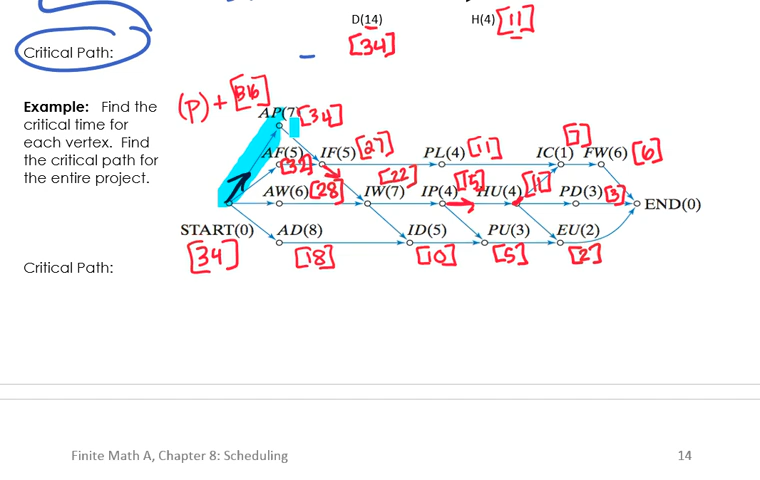 D(14) H(4) [11]
[34]
Critical Path:
Example: Find the
critical time for
each vertex. Find
the critical path for
the entire project.
(P) + [36]
AP(7) [34]
AF(5) [32] IF(5) [27] PL(4) [11] IC(1) [7] FW(6) [6]
AW(6) [28] IW(7) [22] IP(4) [15] HU(4) [11] PD(3) [3] END(0)
START(0) AD(8) ID(5) PU(3) EU(2)
[34] [18] [10] [5] [2]
Critical Path:
Finite Math A, Chapter 8: Scheduling 14